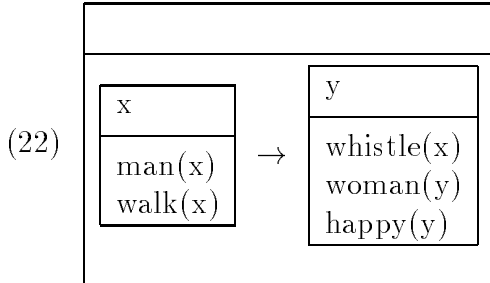 x
y
(22)
man(x)
walk(x)
→
whistle(x)
woman(y)
happy(y)